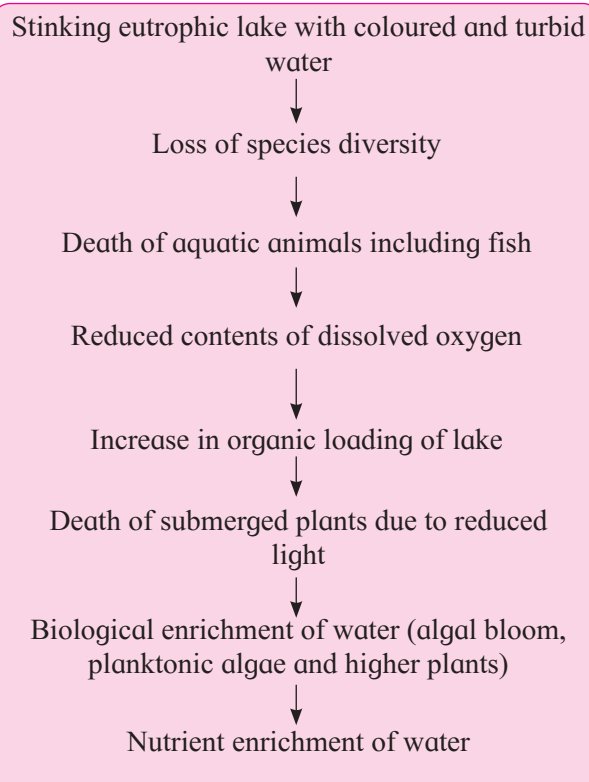 Stinking eutrophic lake with coloured and turbid
water
Loss of species diversity
Death of aquatic animals including fish
Reduced contents of dissolved oxygen
Increase in organic loading of lake
Death of submerged plants due to reduced
light
Biological enrichment of water (algal bloom,
planktonic algae and higher plants)
Nutrient enrichment of water